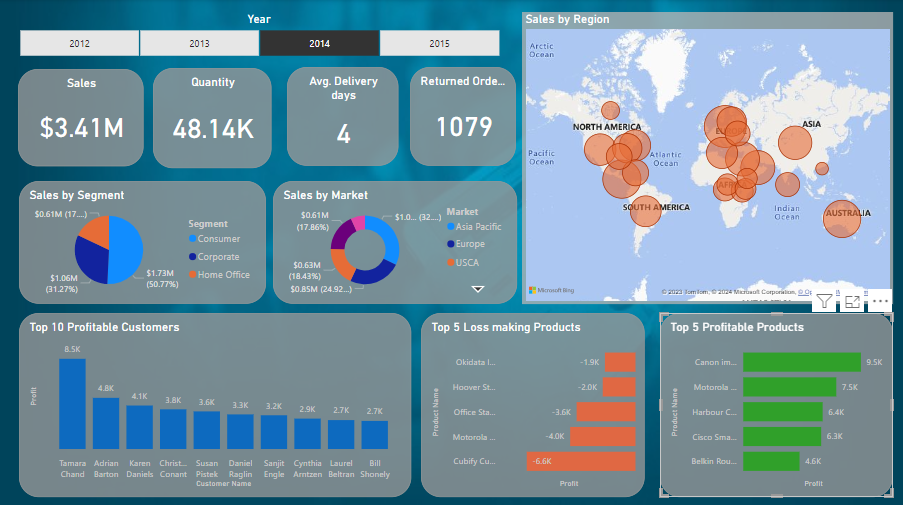 Year
2012
2013
2014
2015
Sales
$3.41M
Quantity
48.14K
Avg. Delivery
days
4
Returned Orde...
1079
Sales by Region
Arctic
Ocean
NORTH AMERICA
EUROPE
ASIA
Pacific
Ocean
Atlantic
Ocean
AFRICA
SOUTH AMERICA
Indian
Ocean
AUSTRALIA
Microsoft Bing
© 2023 TomTom, © 2024 Microsoft Corporation, © Op
Sales by Segment
$0.61M (17....)
$1.06M
(31.27%)
$1.73M
(50.77%)
Segment
Consumer
Corporate
Home Office
Sales by Market
$0.61M
(17.86%)
$1.0... (32....)
$0.63M
(18.43%)
$0.85M (24.92...)
Market
Asia Pacific
Europe
USCA
Top 10 Profitable Customers
Profit
8.5K
4.8K
4.1K
3.8K
3.6K
3.3K
3.2K
2.9K
2.7K
2.7K
Tamara
Chand
Adrian
Barton
Karen
Daniels
Christ...
Conant
Susan
Pistek
Daniel
Raglin
Sanjit
Engle
Cynthia
Arntzen
Laurel
Beltran
Bill
Shonely
Customer Name
Top 5 Loss making Products
Product Name
Okidata I... -1.9K
Hoover St... -2.0K
Office Sta... -3.6K
Motorola ... -4.0K
Cubify Cu... -6.6K
Profit
Top 5 Profitable Products
Product Name
Canon im... 9.5K
Motorola ... 7.5K
Harbour C... 6.4K
Cisco Sma... 6.3K
Belkin Rou... 4.6K
Profit